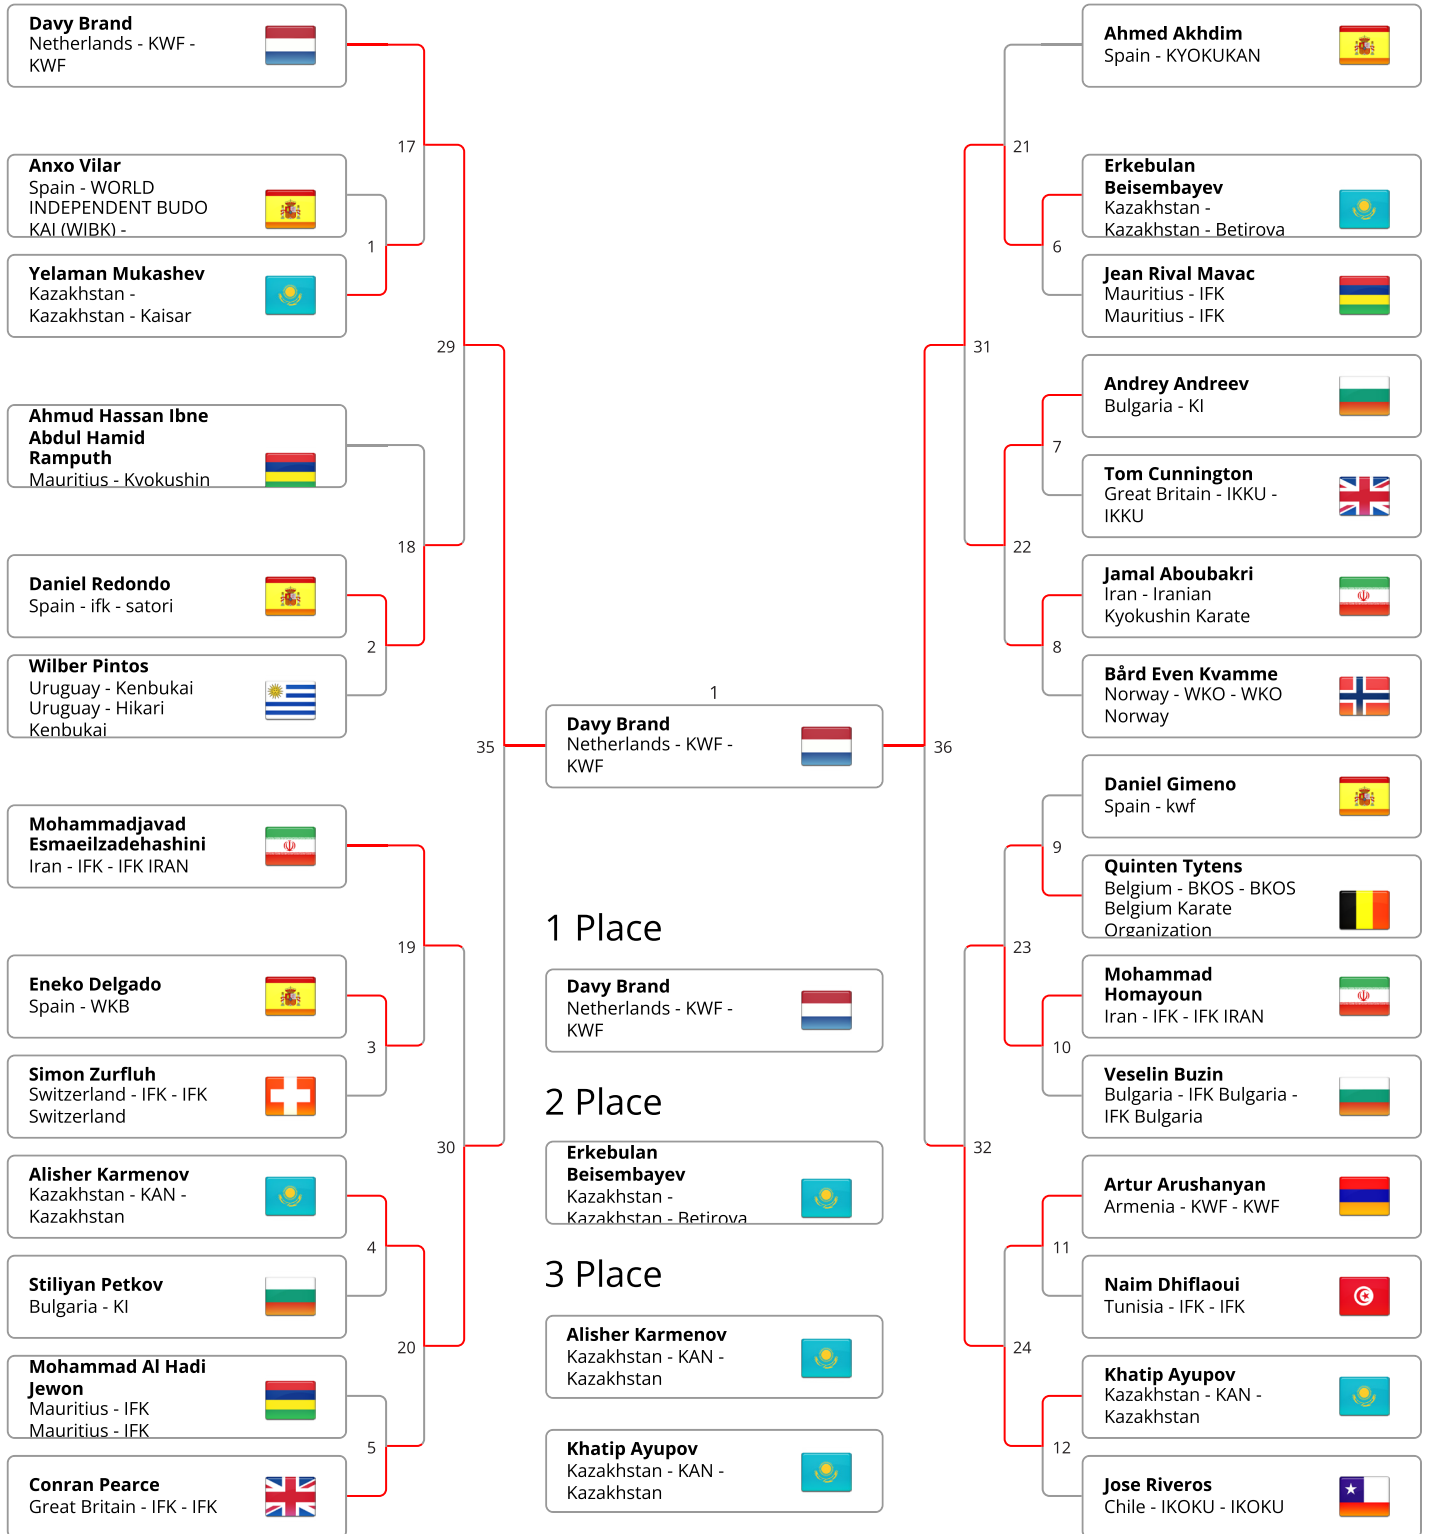 Davy Brand
Netherlands - KWF -
KWF
17
Anxo Vilar
Spain - WORLD
INDEPENDENT BUDO
KAI (WIBK) -
1
Yelaman Mukashev
Kazakhstan -
Kazakhstan - Kaisar
29
Ahmud Hassan Ibne
Abdul Hamid
Ramputh
Mauritius - Kyokushin
18
Daniel Redondo
Spain - ifk - satori
2
Wilber Pintos
Uruguay - Kenbukai
Uruguay - Hikari
Kenbukai
35
Mohammadjavad
Esmaeilzadehashini
Iran - IFK - IFK IRAN
19
Eneko Delgado
Spain - WKB
3
Simon Zurfluh
Switzerland - IFK - IFK
Switzerland
30
Alisher Karmenov
Kazakhstan - KAN -
Kazakhstan
4
Stiliyan Petkov
Bulgaria - KI
20
Mohammad Al Hadi
Jewon
Mauritius - IFK
Mauritius - IFK
5
Conran Pearce
Great Britain - IFK - IFK
1
Davy Brand
Netherlands - KWF -
KWF
1 Place
Davy Brand
Netherlands - KWF -
KWF
2 Place
Erkebulan
Beisembayev
Kazakhstan -
Kazakhstan - Betirova
3 Place
Alisher Karmenov
Kazakhstan - KAN -
Kazakhstan
Khatip Ayupov
Kazakhstan - KAN -
Kazakhstan
Ahmed Akhdim
Spain - KYOKUKAN
21
Erkebulan
Beisembayev
Kazakhstan -
Kazakhstan - Betirova
6
Jean Rival Mavac
Mauritius - IFK
Mauritius - IFK
31
Andrey Andreev
Bulgaria - KI
7
Tom Cunnington
Great Britain - IKKU -
IKKU
22
Jamal Aboubakri
Iran - Iranian
Kyokushin Karate
8
Bård Even Kvamme
Norway - WKO - WKO
Norway
36
Daniel Gimeno
Spain - kwf
9
Quinten Tytens
Belgium - BKOS - BKOS
Belgium Karate
Organization
23
Mohammad
Homayoun
Iran - IFK - IFK IRAN
10
Veselin Buzin
Bulgaria - IFK Bulgaria -
IFK Bulgaria
32
Artur Arushanyan
Armenia - KWF - KWF
11
Naim Dhiflaoui
Tunisia - IFK - IFK
24
Khatip Ayupov
Kazakhstan - KAN -
Kazakhstan
12
Jose Riveros
Chile - IKOKU - IKOKU